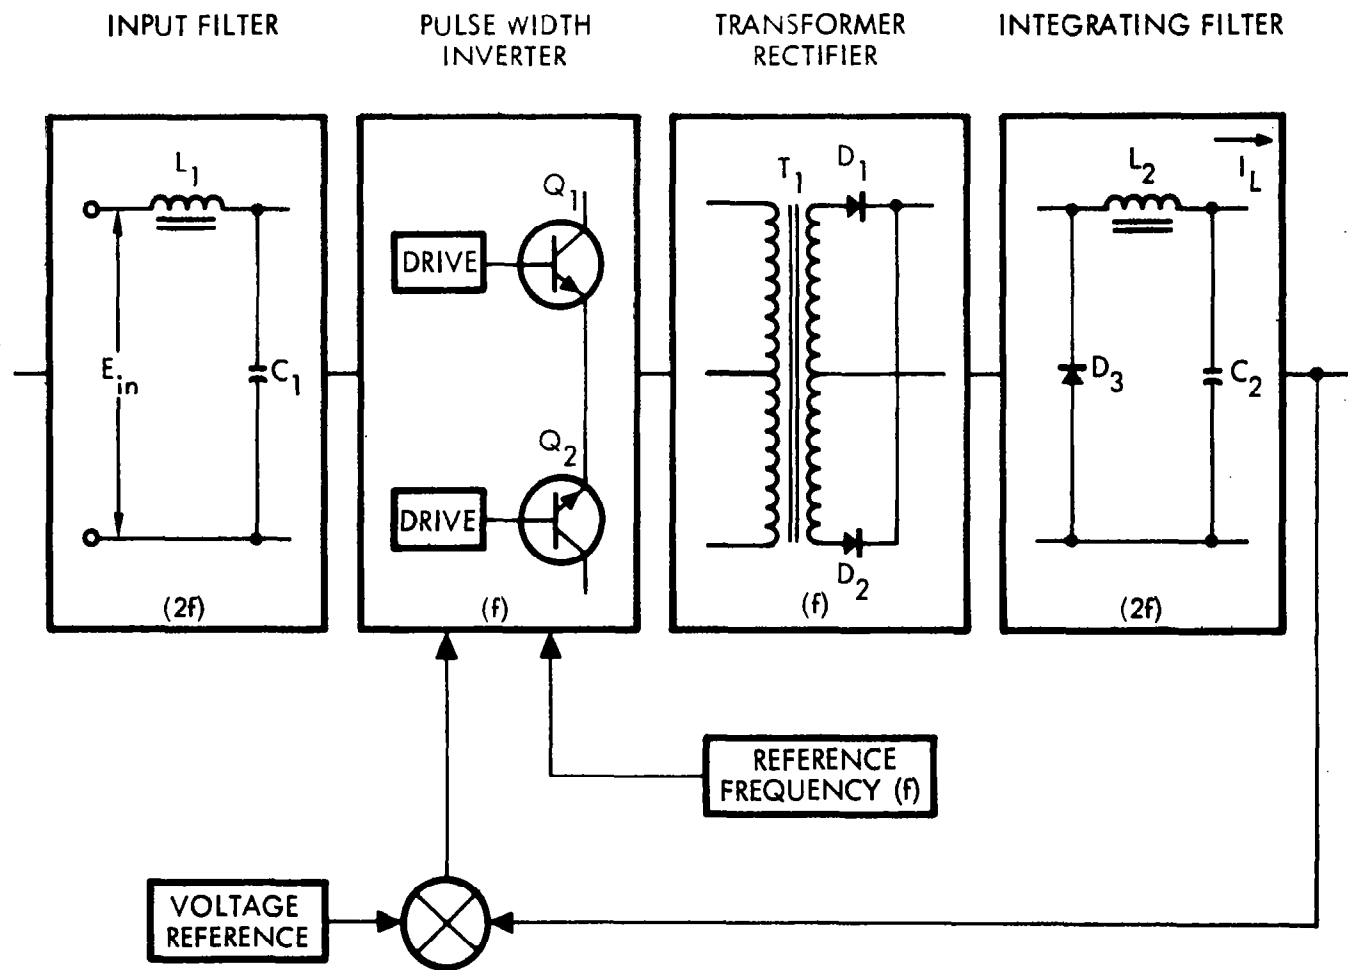 INPUT FILTER
PULSE WIDTH
INVERTER
TRANSFORMER
RECTIFIER
INTEGRATING FILTER
L1
Ein
C1
(2f)
Q1
DRIVE
Q2
DRIVE
(f)
T1
D1
D2
(f)
L2
IL
D3
C2
(2f)
REFERENCE
FREQUENCY (f)
VOLTAGE
REFERENCE